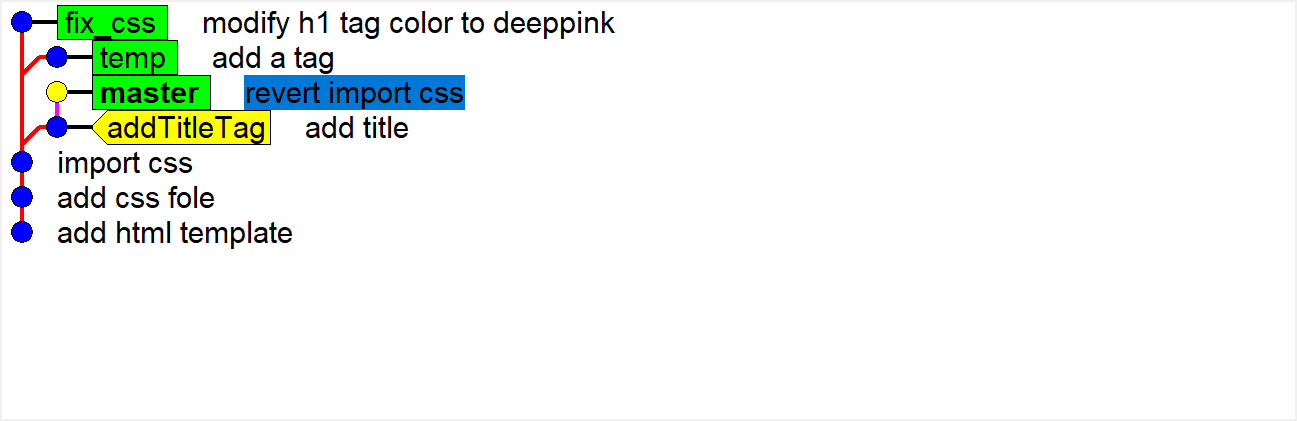 fix_css modify h1 tag color to deeppink
temp add a tag
master revert import css
addTitleTag add title
import css
add css fole
add html template